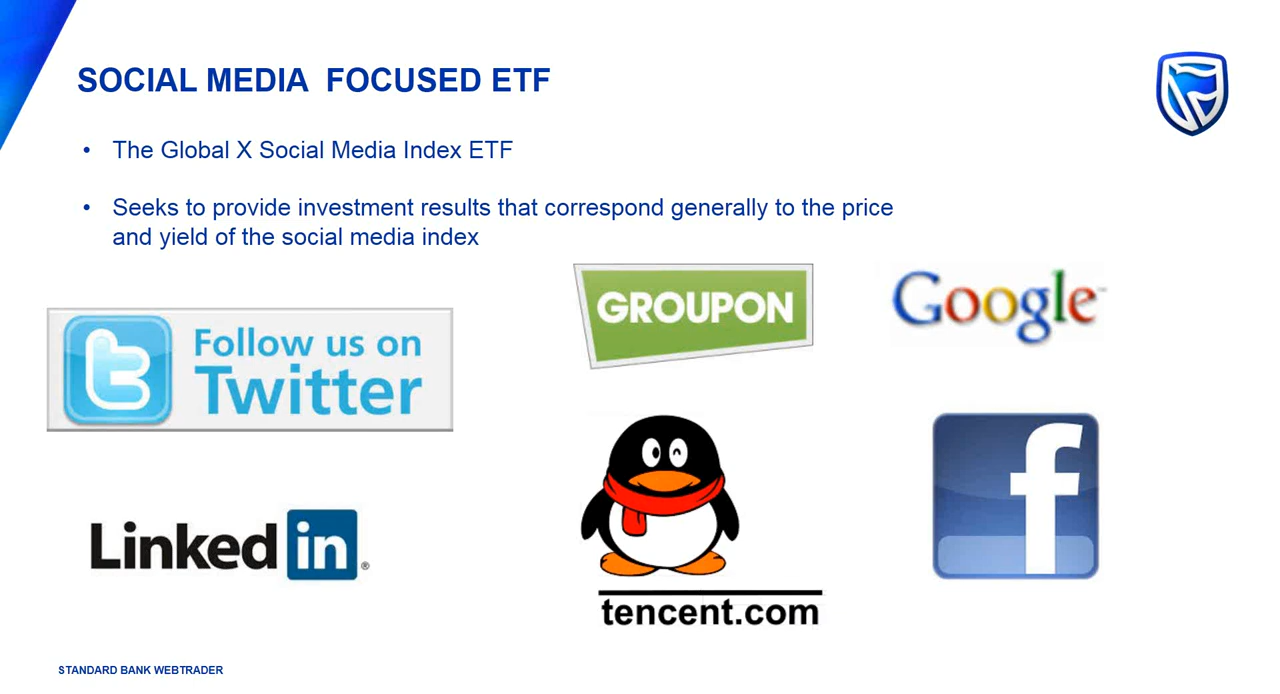 SOCIAL MEDIA  FOCUSED ETF
• The Global X Social Media Index ETF
• Seeks to provide investment results that correspond generally to the price
and yield of the social media index
GROUPON
Google™
Follow us on
Twitter
f
Linked in®
tencent.com
STANDARD BANK WEBTRADER